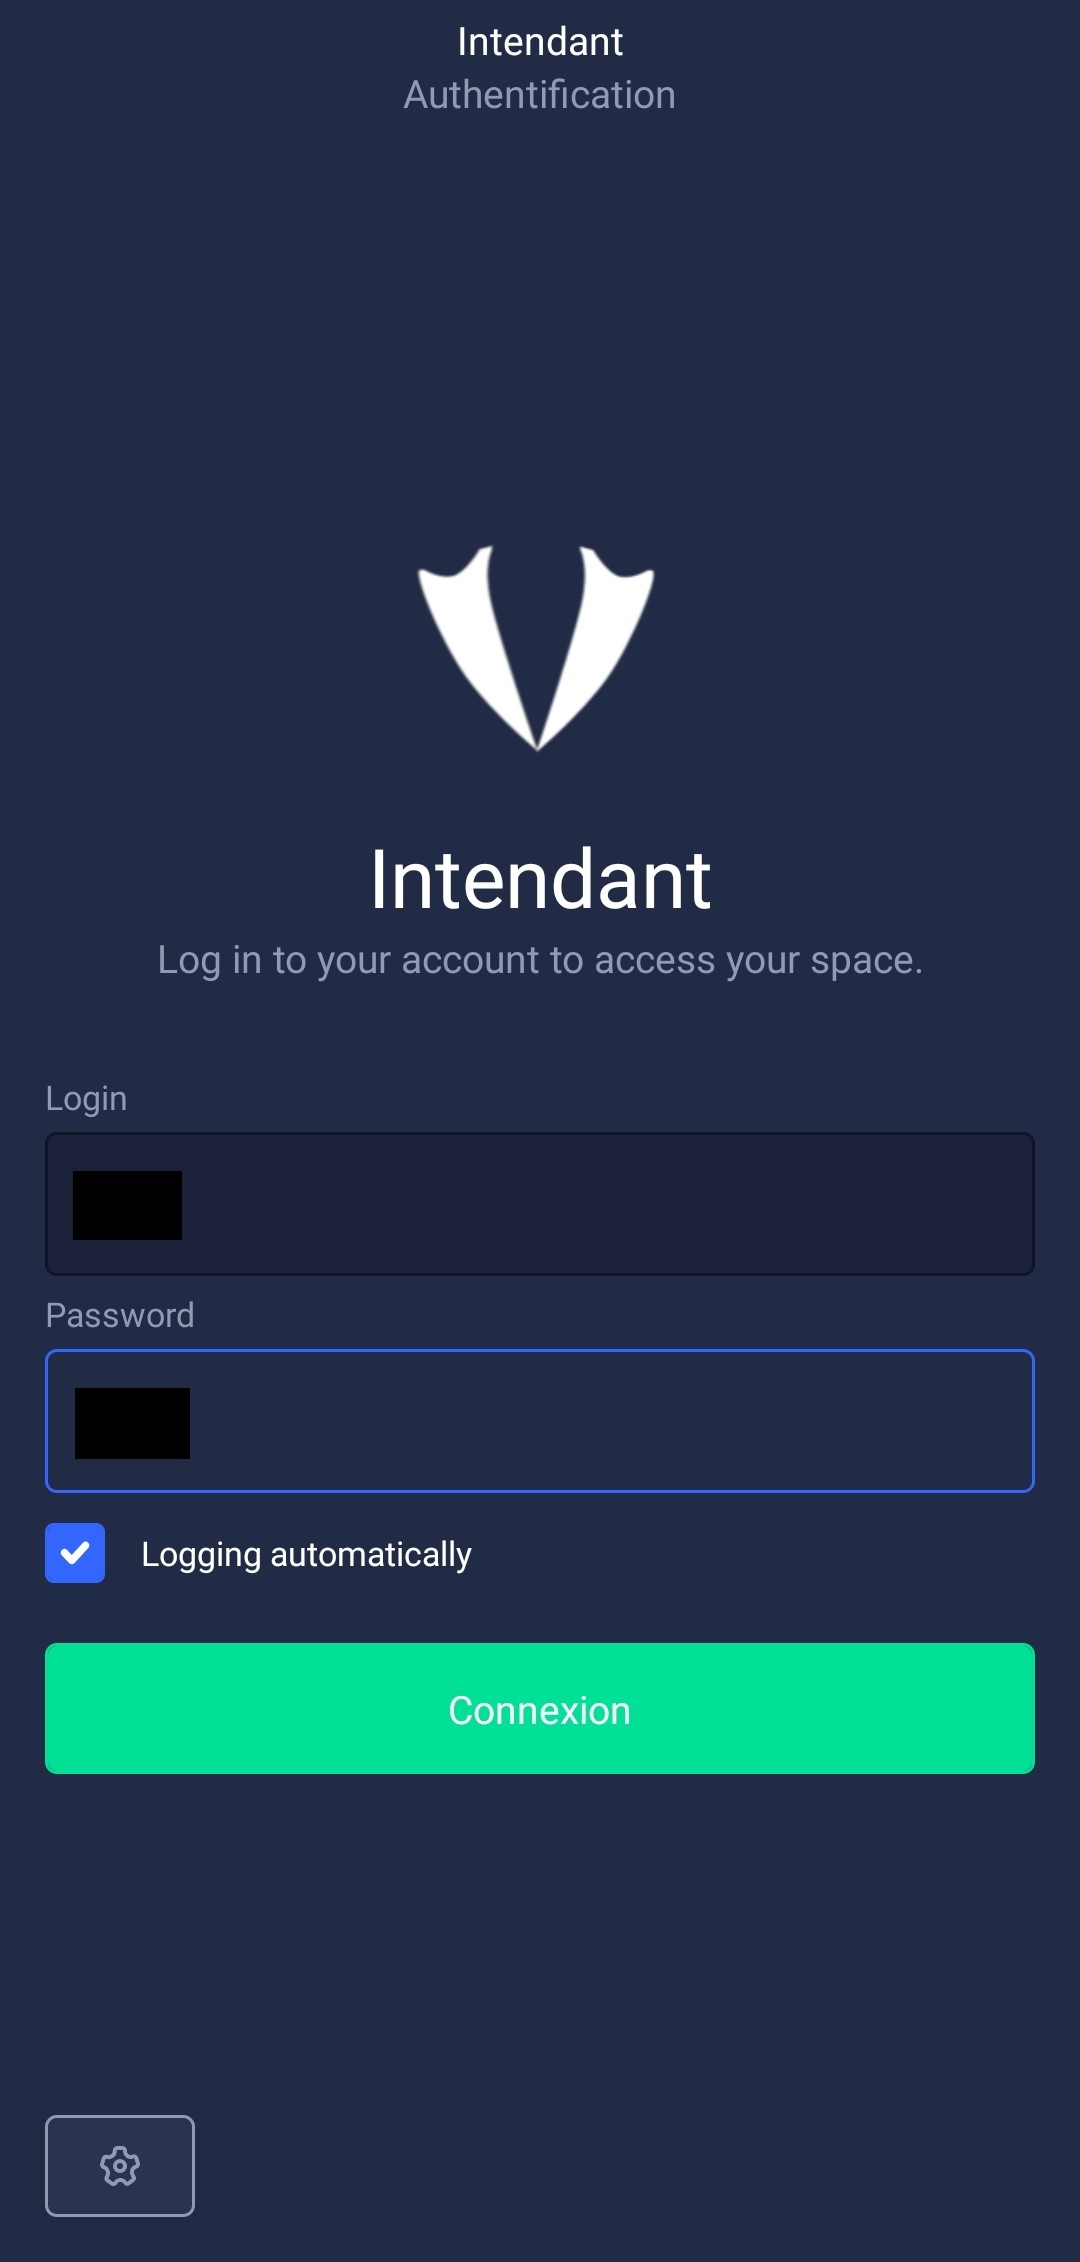 Intendant
Authentification
Intendant
Log in to your account to access your space.
Login
Password
Logging automatically
Connexion